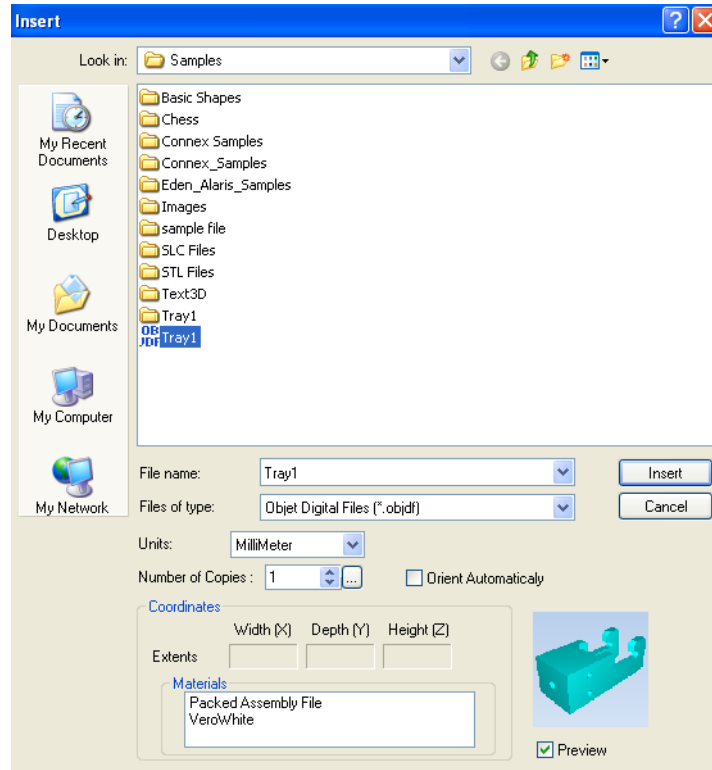 Insert
Look in: Samples
My Recent Documents
Desktop
My Documents
My Computer
My Network
Basic Shapes
Chess
Connex Samples
Connex_Samples
Eden_Alaris_Samples
Images
sample file
SLC Files
STL Files
Text3D
Tray1
OBJDF Tray1
File name: Tray1 Insert
Files of type: Objet Digital Files (*.objdf) Cancel
Units: MilliMeter
Number of Copies : 1 ... Orient Automaticaly
Coordinates
Width (X) Depth (Y) Height (Z)
Extents
Materials
Packed Assembly File
VeroWhite
Preview